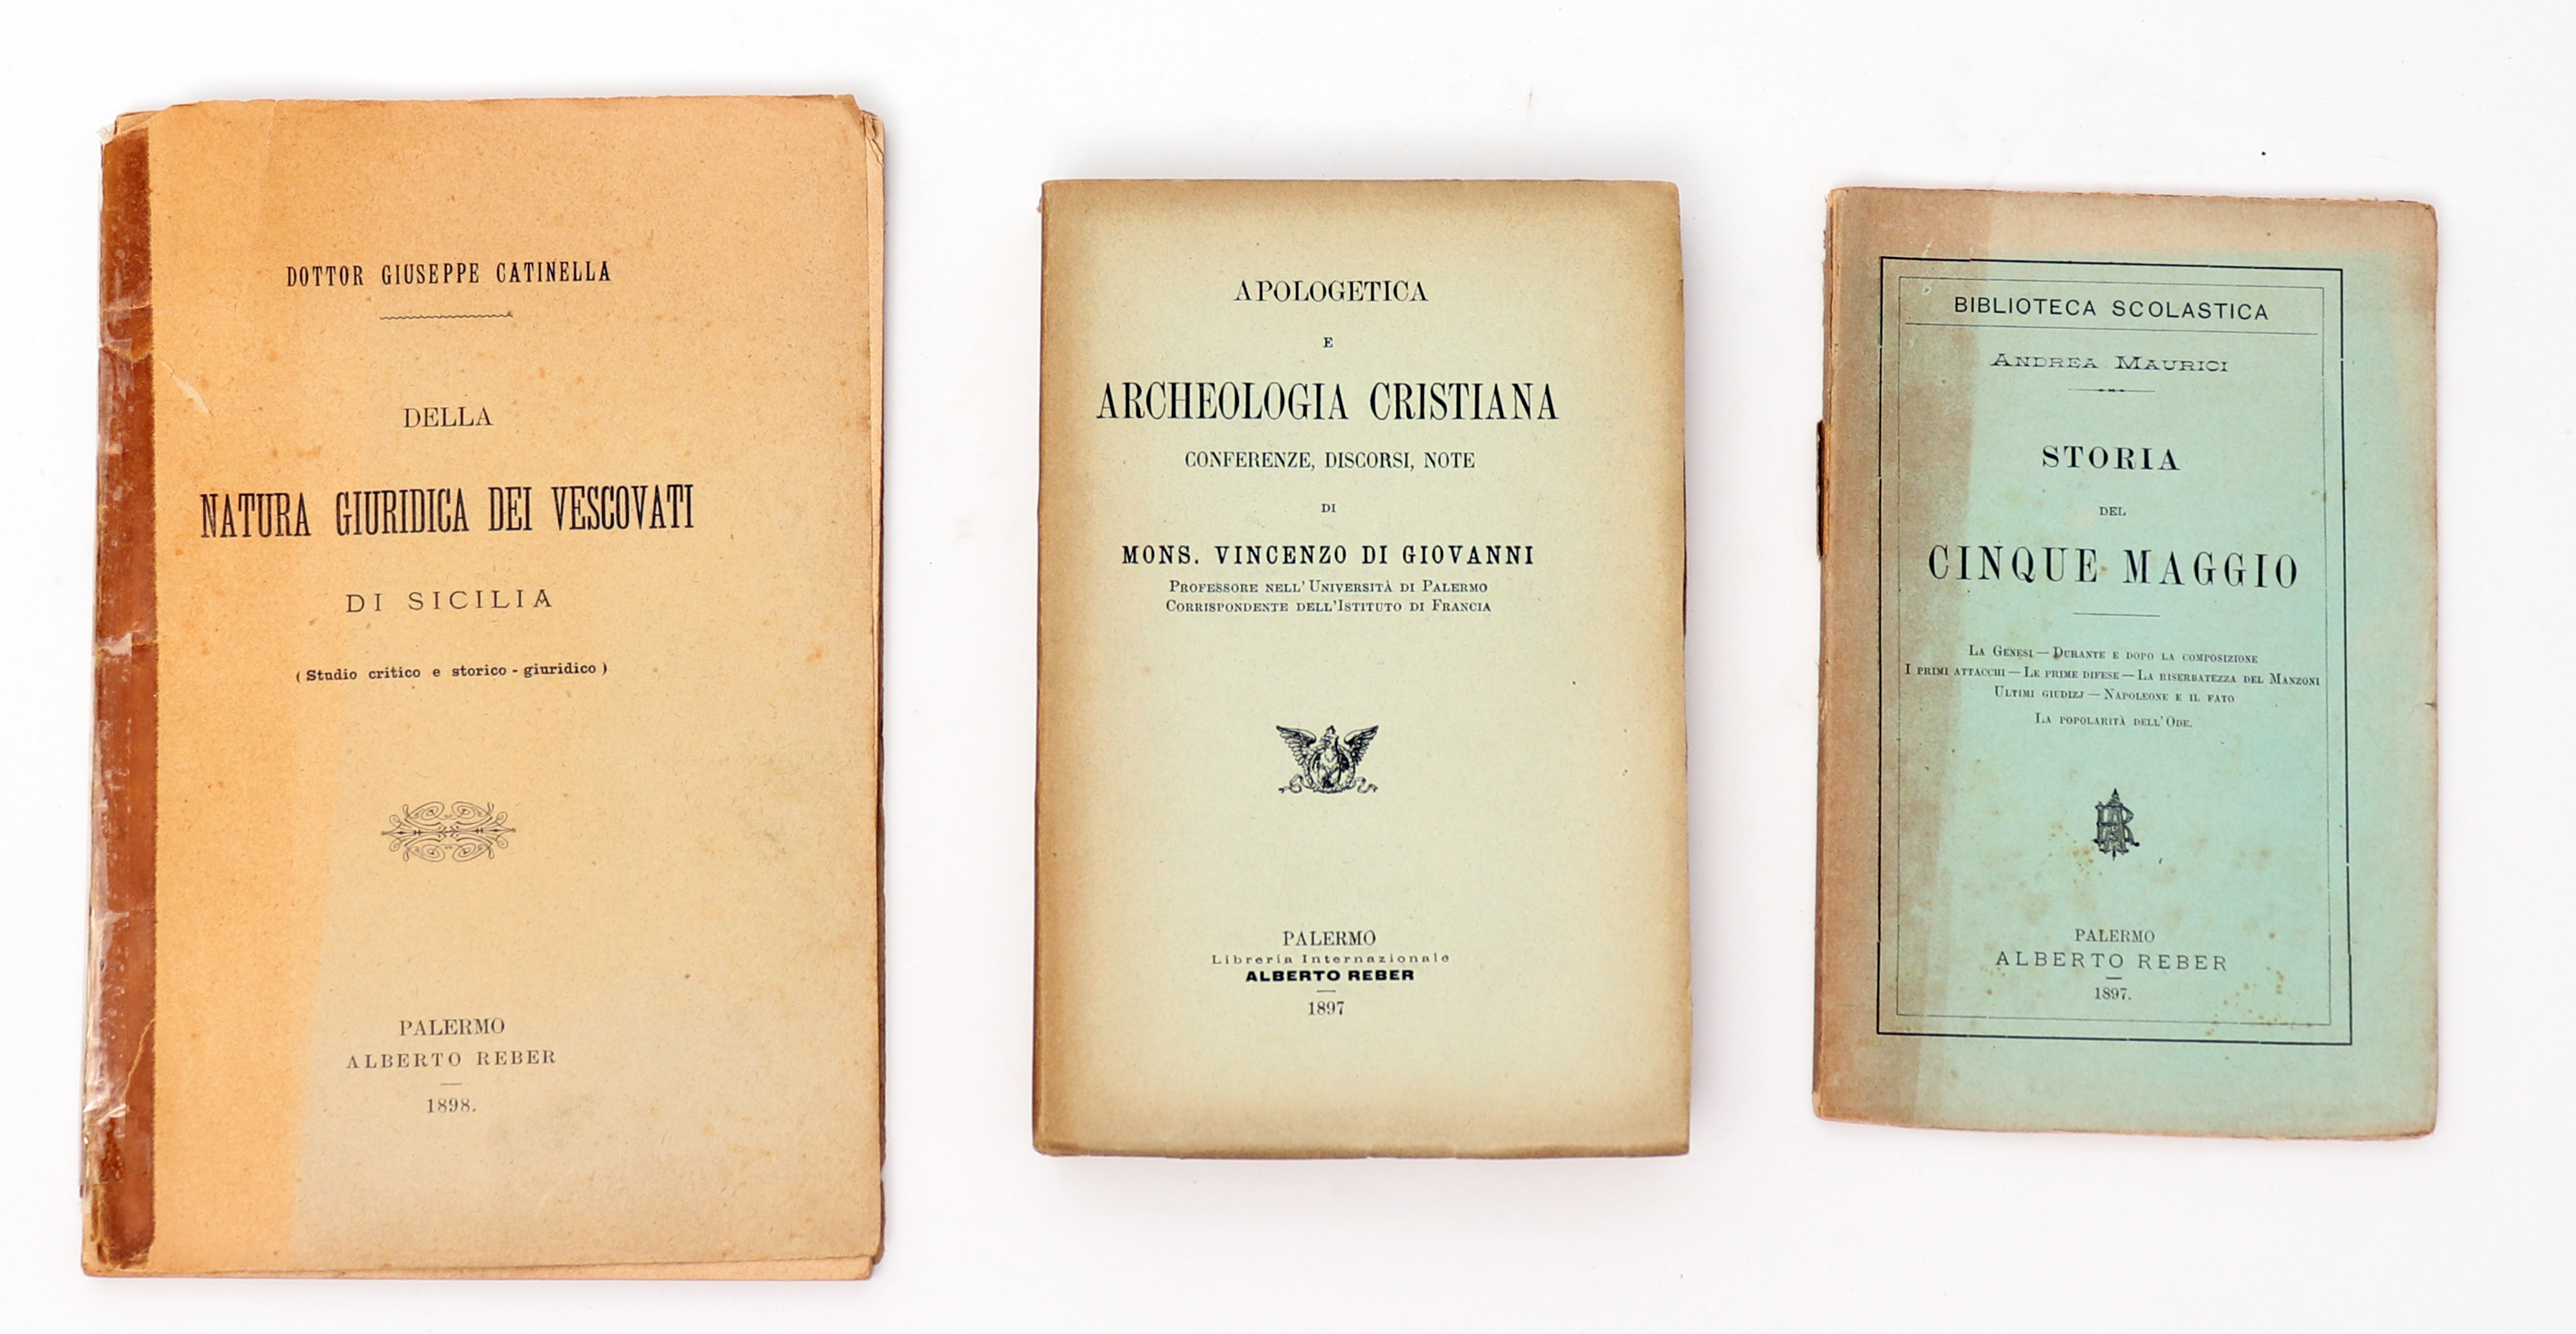 DOTTOR GIUSEPPE CATINELLA
DELLA
NATURA GIURIDICA DEI VESCOVATI
DI SICILIA
(Studio critico e storico-giuridico)
PALERMO
ALBERTO REBER
1898.
APOLOGETICA
E
ARCHEOLOGIA CRISTIANA
CONFERENZE, DISCORSI, NOTE
DI
MONS. VINCENZO DI GIOVANNI
PROFESSORE NELL'UNIVERSITÀ DI PALERMO
CORRISPONDENTE DELL'ISTITUTO DI FRANCIA
PALERMO
Libreria Internazionale
ALBERTO REBER
1897
BIBLIOTECA SCOLASTICA
ANDREA MAURICI
STORIA
DEL
CINQUE MAGGIO
LA GENESI — DURANTE E DOPO LA COMPOSIZIONE
I PRIMI ATTACCHI — LE PRIME DIFESE — LA RISERBATEZZA DEL MANZONI
ULTIMI GIUDIZJ — NAPOLEONE E IL FATO
LA POPOLARITÀ DELL'ODE.
PALERMO
ALBERTO REBER
1897.